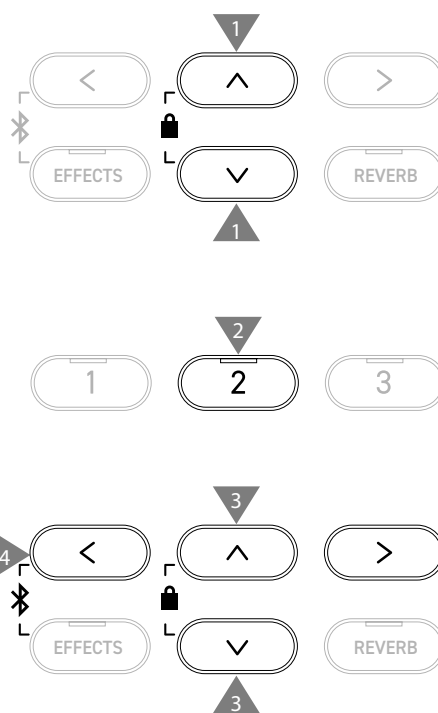 1
< ∧ >
EFFECTS ∨ REVERB
1
2
1 2 3
3
4 < ∧ >
EFFECTS ∨ REVERB
3